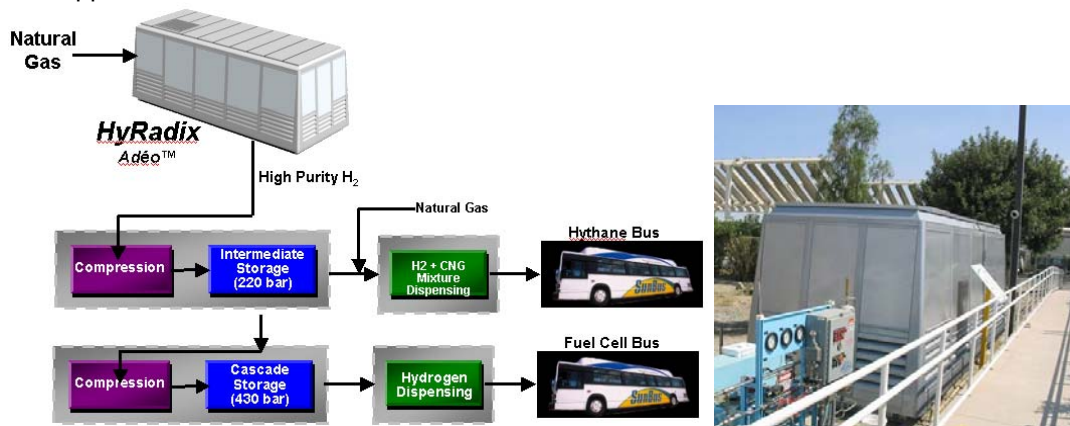 Natural
Gas
HyRadix
Adéo™
High Purity H₂
Natural Gas
Compression
Intermediate
Storage
(220 bar)
H2 + CNG
Mixture
Dispensing
Hythane Bus
SunBus
Compression
Cascade
Storage
(430 bar)
Hydrogen
Dispensing
Fuel Cell Bus
SunBus